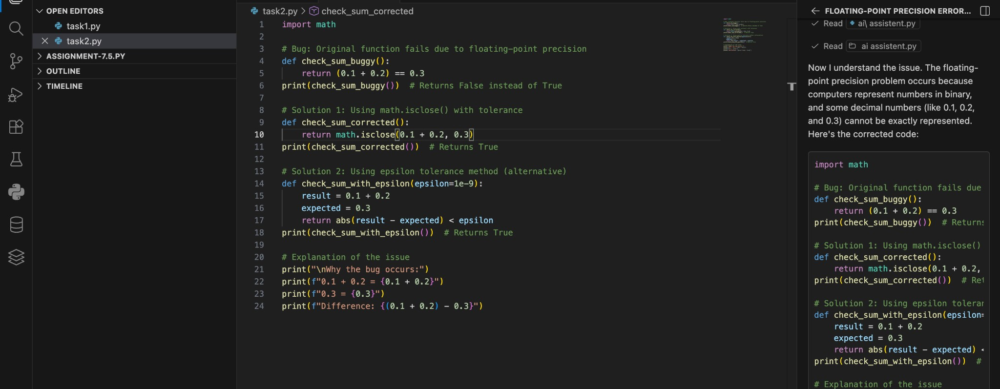 OPEN EDITORS
task1.py
task2.py
ASSIGNMENT-7.5.PY
OUTLINE
TIMELINE
task2.py > check_sum_corrected
1 import math
2
3 # Bug: Original function fails due to floating-point precision
4 def check_sum_buggy():
5     return (0.1 + 0.2) == 0.3
6 print(check_sum_buggy())  # Returns False instead of True
7
8 # Solution 1: Using math.isclose() with tolerance
9 def check_sum_corrected():
10     return math.isclose(0.1 + 0.2, 0.3)
11 print(check_sum_corrected())  # Returns True
12
13 # Solution 2: Using epsilon tolerance method (alternative)
14 def check_sum_with_epsilon(epsilon=1e-9):
15     result = 0.1 + 0.2
16     expected = 0.3
17     return abs(result - expected) < epsilon
18 print(check_sum_with_epsilon())  # Returns True
19
20 # Explanation of the issue
21 print("\nWhy the bug occurs:")
22 print(f"0.1 + 0.2 = {0.1 + 0.2}")
23 print(f"0.3 = {0.3}")
24 print(f"Difference: {(0.1 + 0.2) - 0.3}")
FLOATING-POINT PRECISION ERROR...
Read ai\ assistent.py
Read ai assistent.py
Now I understand the issue. The floating-
point precision problem occurs because
computers represent numbers in binary,
and some decimal numbers (like 0.1, 0.2,
and 0.3) cannot be exactly represented.
Here's the corrected code:
import math
# Bug: Original function fails due
def check_sum_buggy():
    return (0.1 + 0.2) == 0.3
print(check_sum_buggy())  # Returns
# Solution 1: Using math.isclose()
def check_sum_corrected():
    return math.isclose(0.1 + 0.2,
print(check_sum_corrected())  # Ret
# Solution 2: Using epsilon toleran
def check_sum_with_epsilon(epsilon=
    result = 0.1 + 0.2
    expected = 0.3
    return abs(result - expected) <
print(check_sum_with_epsilon())  #
# Explanation of the issue